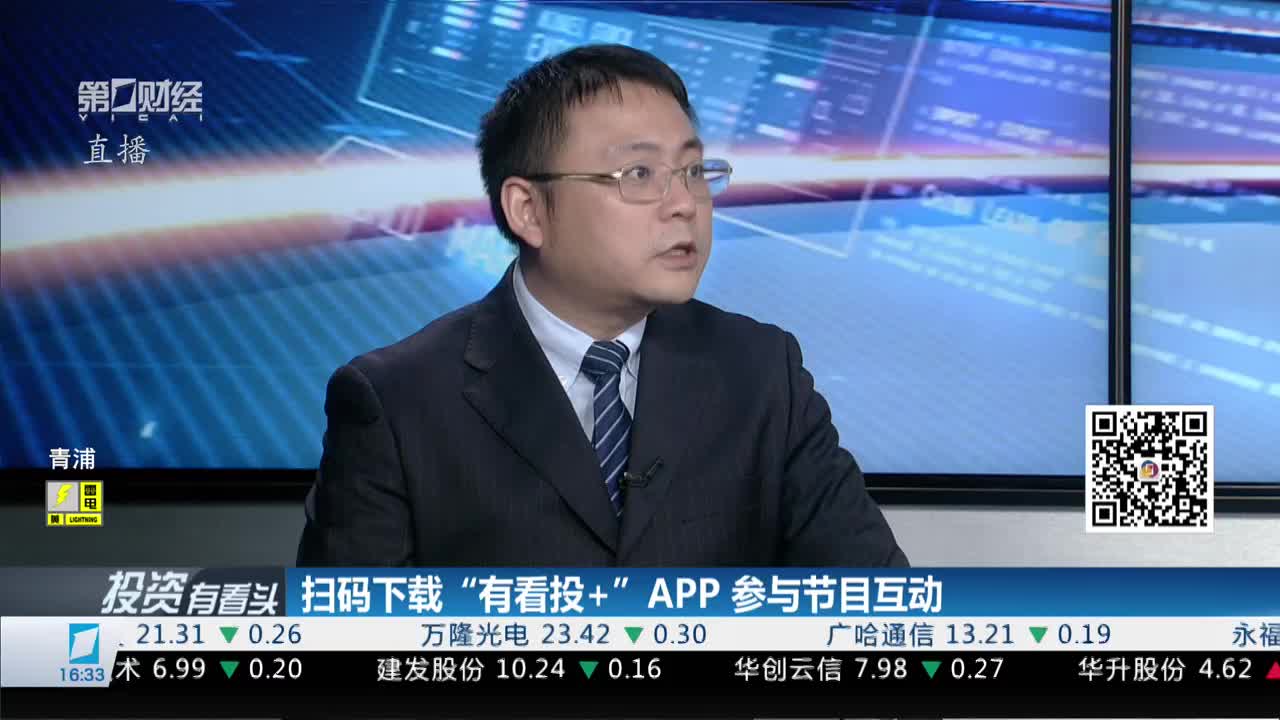 第一财经
YICAI
直播
青浦
雷
电
黄 LIGHTNING
投资有看头
扫码下载“有看投+”APP 参与节目互动
21.31 ▼ 0.26 万隆光电 23.42 ▼ 0.30 广哈通信 13.21 ▼ 0.19 永福
16:33
术 6.99 ▼ 0.20 建发股份 10.24 ▼ 0.16 华创云信 7.98 ▼ 0.27 华升股份 4.62 ▲